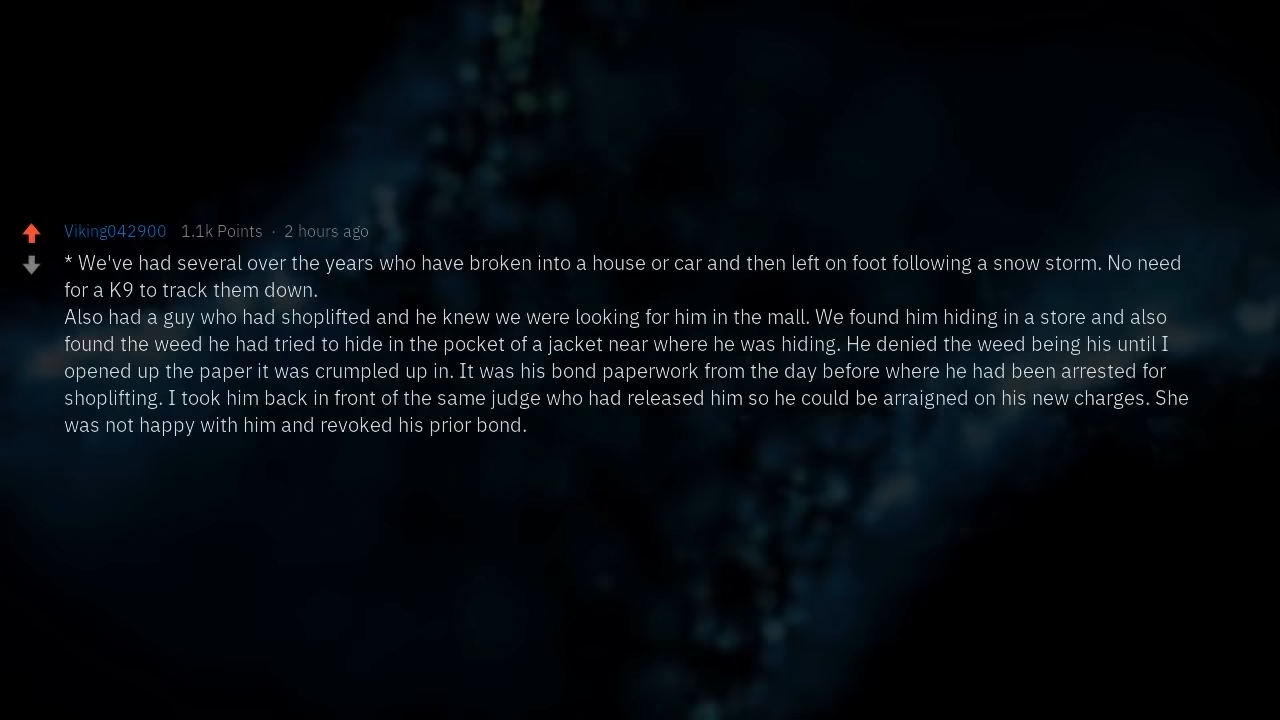 Viking042900 1.1k Points · 2 hours ago
* We've had several over the years who have broken into a house or car and then left on foot following a snow storm. No need
for a K9 to track them down.
Also had a guy who had shoplifted and he knew we were looking for him in the mall. We found him hiding in a store and also
found the weed he had tried to hide in the pocket of a jacket near where he was hiding. He denied the weed being his until I
opened up the paper it was crumpled up in. It was his bond paperwork from the day before where he had been arrested for
shoplifting. I took him back in front of the same judge who had released him so he could be arraigned on his new charges. She
was not happy with him and revoked his prior bond.